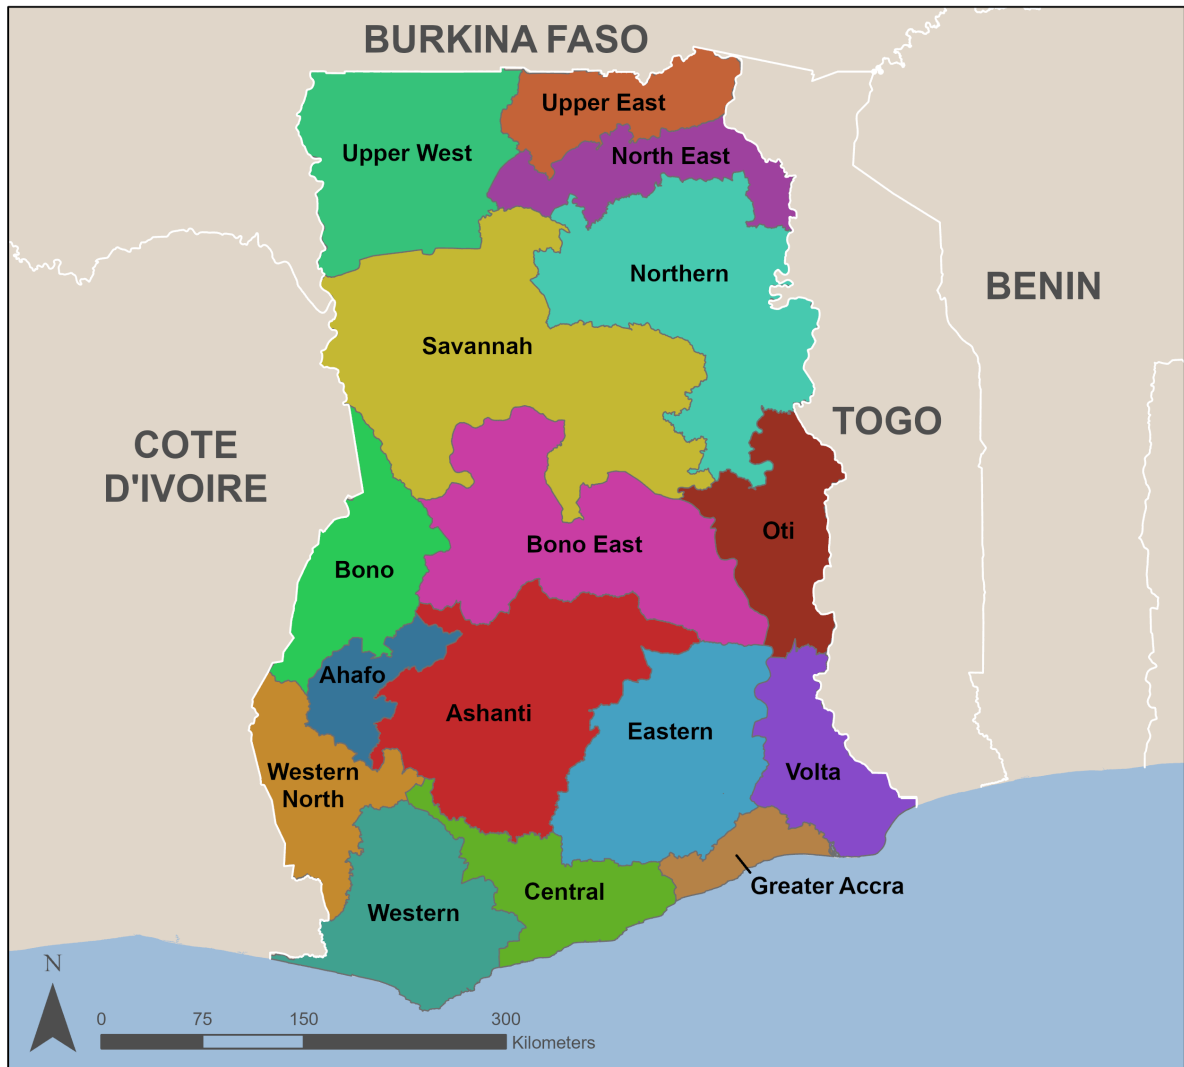 BURKINA FASO
Upper East
Upper West
North East
Northern
BENIN
Savannah
TOGO
COTE
D'IVOIRE
Oti
Bono East
Bono
Ahafo
Ashanti
Eastern
Western
North
Volta
Greater Accra
Central
Western
N
0 75 150 300
Kilometers